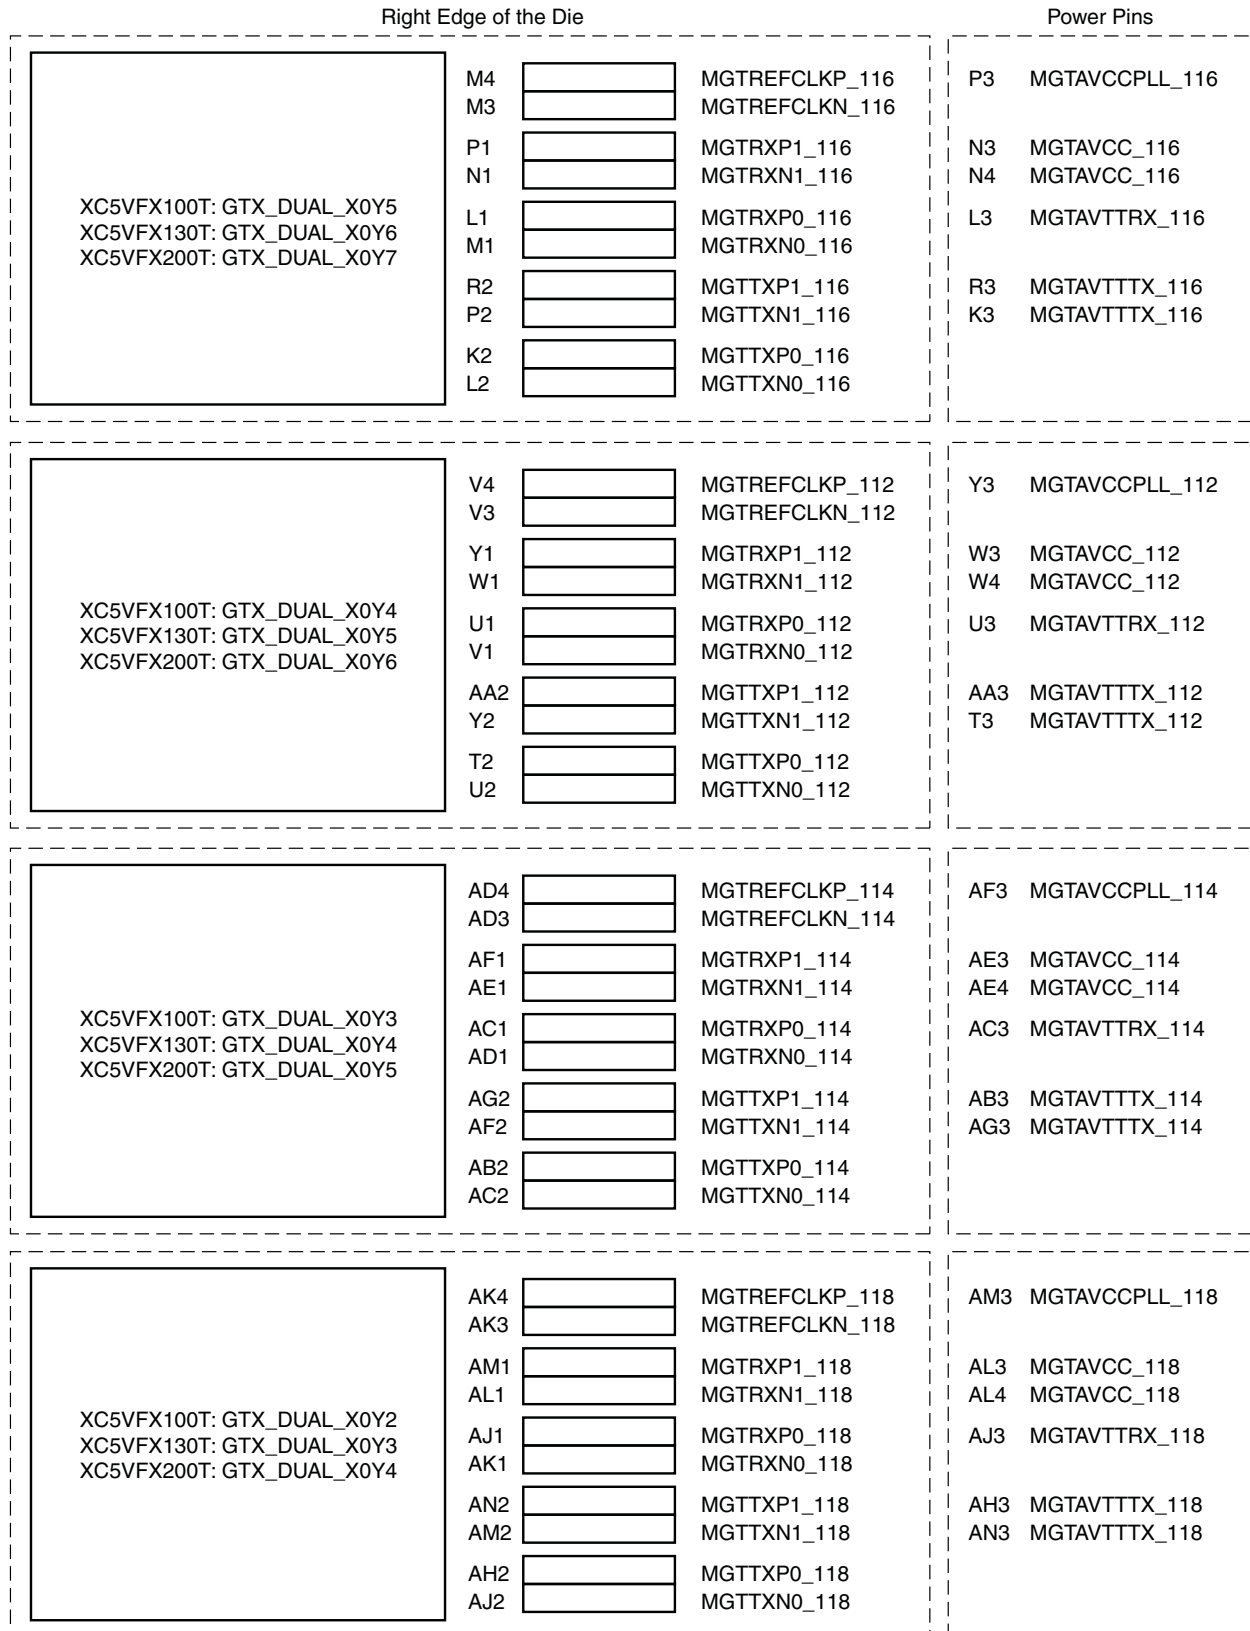 Right Edge of the Die Power Pins
M4 MGTREFCLKP_116 P3 MGTAVCCPLL_116
M3 MGTREFCLKN_116
P1 MGTRXP1_116 N3 MGTAVCC_116
N1 MGTRXN1_116 N4 MGTAVCC_116
XC5VFX100T: GTX_DUAL_X0Y5
XC5VFX130T: GTX_DUAL_X0Y6
XC5VFX200T: GTX_DUAL_X0Y7
L1 MGTRXP0_116 L3 MGTAVTTRX_116
M1 MGTRXN0_116
R2 MGTTXP1_116 R3 MGTAVTTTX_116
P2 MGTTXN1_116 K3 MGTAVTTTX_116
K2 MGTTXP0_116
L2 MGTTXN0_116
V4 MGTREFCLKP_112 Y3 MGTAVCCPLL_112
V3 MGTREFCLKN_112
Y1 MGTRXP1_112 W3 MGTAVCC_112
W1 MGTRXN1_112 W4 MGTAVCC_112
XC5VFX100T: GTX_DUAL_X0Y4
XC5VFX130T: GTX_DUAL_X0Y5
XC5VFX200T: GTX_DUAL_X0Y6
U1 MGTRXP0_112 U3 MGTAVTTRX_112
V1 MGTRXN0_112
AA2 MGTTXP1_112 AA3 MGTAVTTTX_112
Y2 MGTTXN1_112 T3 MGTAVTTTX_112
T2 MGTTXP0_112
U2 MGTTXN0_112
AD4 MGTREFCLKP_114 AF3 MGTAVCCPLL_114
AD3 MGTREFCLKN_114
AF1 MGTRXP1_114 AE3 MGTAVCC_114
AE1 MGTRXN1_114 AE4 MGTAVCC_114
XC5VFX100T: GTX_DUAL_X0Y3
XC5VFX130T: GTX_DUAL_X0Y4
XC5VFX200T: GTX_DUAL_X0Y5
AC1 MGTRXP0_114 AC3 MGTAVTTRX_114
AD1 MGTRXN0_114
AG2 MGTTXP1_114 AB3 MGTAVTTTX_114
AF2 MGTTXN1_114 AG3 MGTAVTTTX_114
AB2 MGTTXP0_114
AC2 MGTTXN0_114
AK4 MGTREFCLKP_118 AM3 MGTAVCCPLL_118
AK3 MGTREFCLKN_118
AM1 MGTRXP1_118 AL3 MGTAVCC_118
AL1 MGTRXN1_118 AL4 MGTAVCC_118
XC5VFX100T: GTX_DUAL_X0Y2
XC5VFX130T: GTX_DUAL_X0Y3
XC5VFX200T: GTX_DUAL_X0Y4
AJ1 MGTRXP0_118 AJ3 MGTAVTTRX_118
AK1 MGTRXN0_118
AN2 MGTTXP1_118 AH3 MGTAVTTTX_118
AM2 MGTTXN1_118 AN3 MGTAVTTTX_118
AH2 MGTTXP0_118
AJ2 MGTTXN0_118